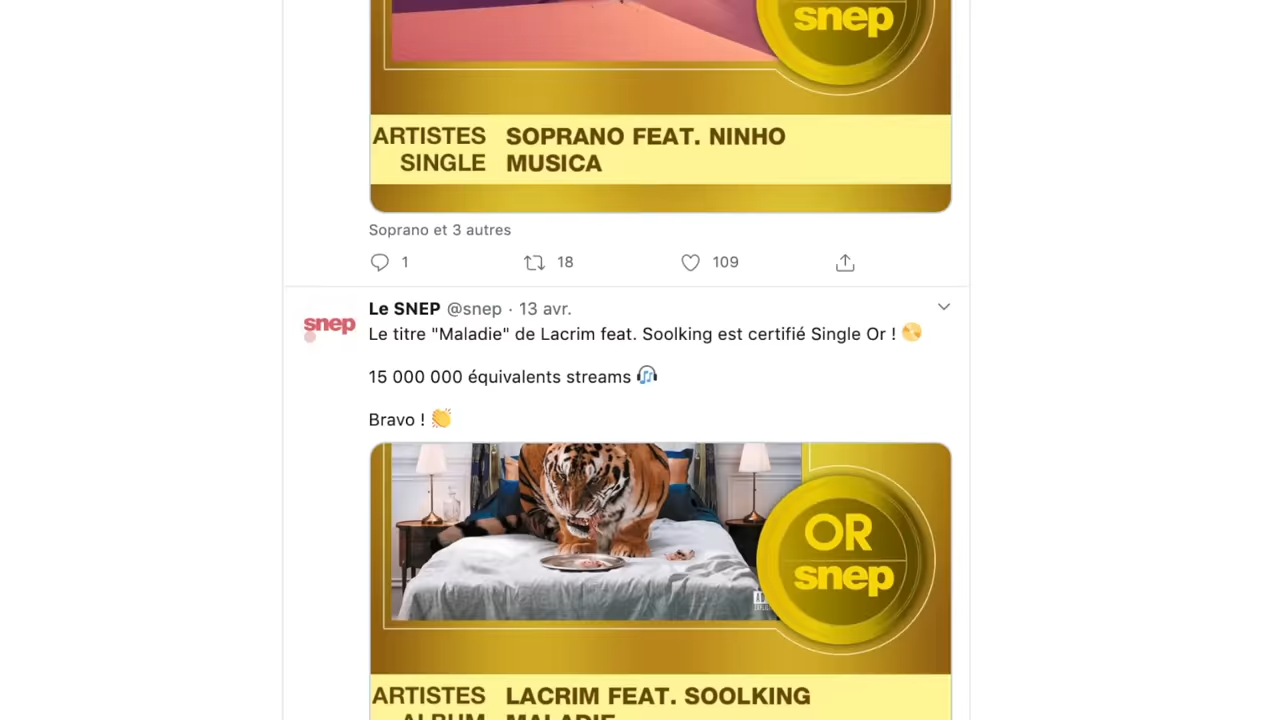 snep
ARTISTES SOPRANO FEAT. NINHO
SINGLE MUSICA
Soprano et 3 autres
1 18 109
snep
Le SNEP @snep · 13 avr.
Le titre "Maladie" de Lacrim feat. Soolking est certifié Single Or !
15 000 000 équivalents streams
Bravo !
OR
snep
ARTISTES LACRIM FEAT. SOOLKING
ALBUM MALADIE